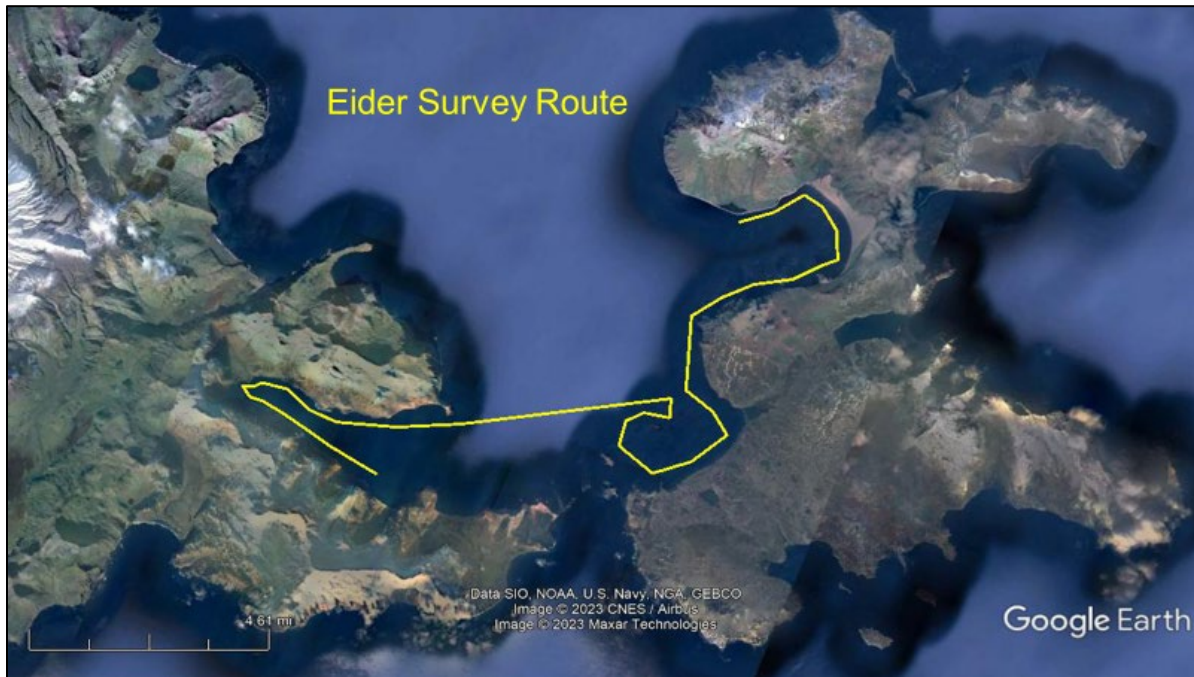 Eider Survey Route
Data SIO, NOAA, U.S. Navy, NGA, GEBCO
Image © 2023 CNES / Airbus
Image © 2023 Maxar Technologies
4.61 mi
Google Earth